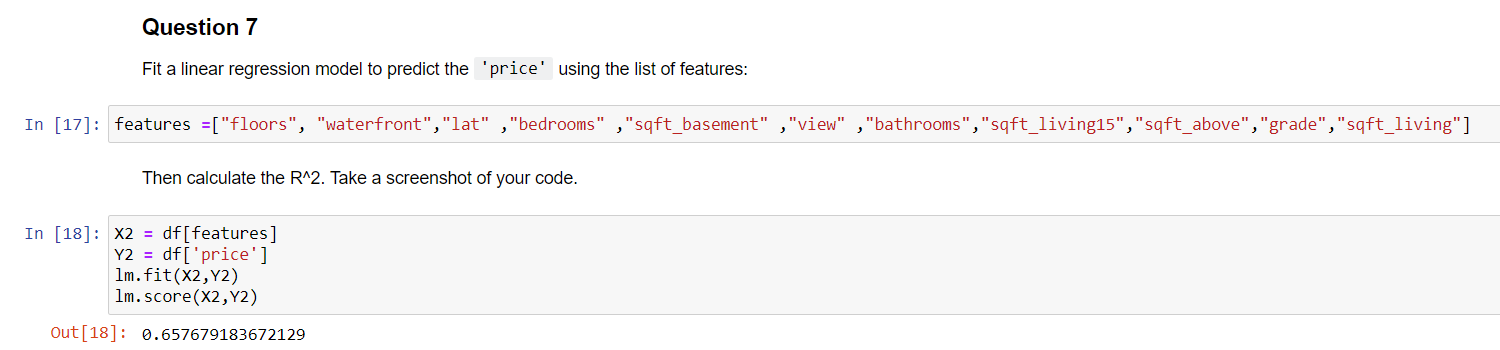 Question 7
Fit a linear regression model to predict the 'price' using the list of features:
In [17]: features =["floors", "waterfront","lat" ,"bedrooms" ,"sqft_basement" ,"view" ,"bathrooms","sqft_living15","sqft_above","grade","sqft_living"]
Then calculate the R^2. Take a screenshot of your code.
In [18]: X2 = df[features]
Y2 = df['price']
lm.fit(X2,Y2)
lm.score(X2,Y2)
Out[18]: 0.657679183672129